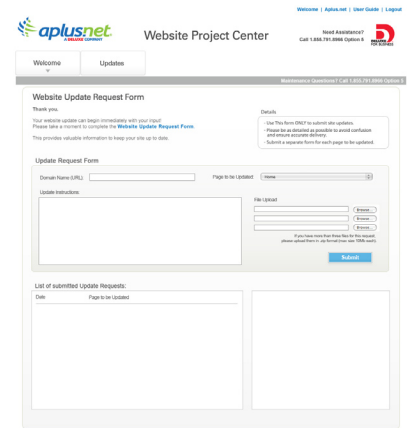 Welcome | Aplus.net | User Guide | Logout
aplus.net
A DELUXE COMPANY
Website Project Center
Need Assistance?
Call 1.855.791.8966 Option 5
DELUXE
FOR BUSINESS
Welcome
Updates
Maintenance Questions? Call 1.855.791.8966 Option 5
Website Update Request Form
Thank you.
Your website update can begin immediately with your input!
Please take a moment to complete the Website Update Request Form
This provides valuable information to keep your site up to date.
Details
- Use This form ONLY to submit site updates.
- Please be as detailed as possible to avoid confusion
and ensure accurate delivery.
- Submit a separate form for each page to be updated.
Update Request Form
Domain Name (URL)
Page to be Updated
Home
Update Instructions:
File Upload
Browse...
Browse...
Browse...
If you have more than three files for this request,
please upload them in .zip format (max size 10Mb each)
Submit
List of submitted Update Requests:
Date
Page to be Updated